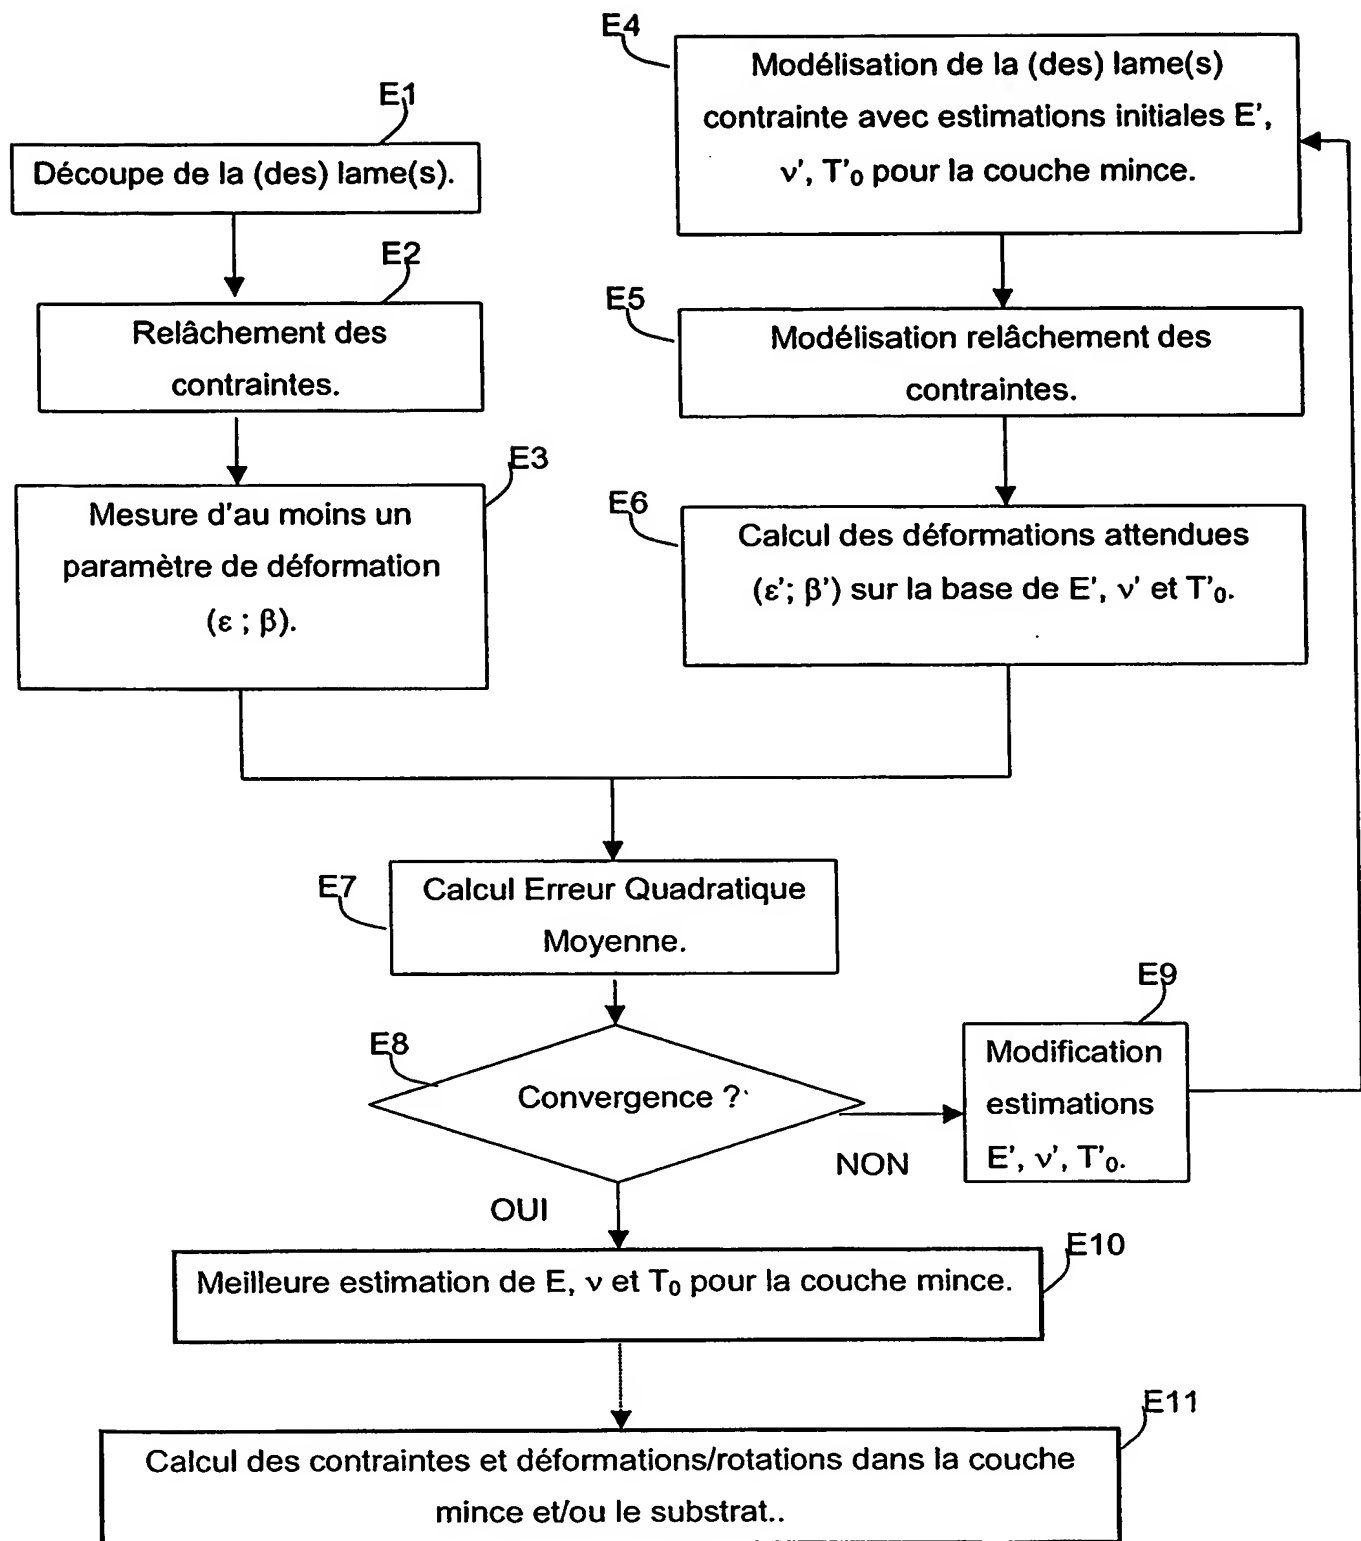 E1
Découpe de la (des) lame(s).
E2
Relâchement des
contraintes.
E3
Mesure d'au moins un
paramètre de déformation
(ε ; β).
E4
Modélisation de la (des) lame(s)
contrainte avec estimations initiales E',
ν', T'₀ pour la couche mince.
E5
Modélisation relâchement des
contraintes.
E6
Calcul des déformations attendues
(ε'; β') sur la base de E', ν' et T'₀.
E7
Calcul Erreur Quadratique
Moyenne.
E8
Convergence ?
NON
E9
Modification
estimations
E', ν', T'₀.
OUI
E10
Meilleure estimation de E, ν et T₀ pour la couche mince.
E11
Calcul des contraintes et déformations/rotations dans la couche
mince et/ou le substrat..